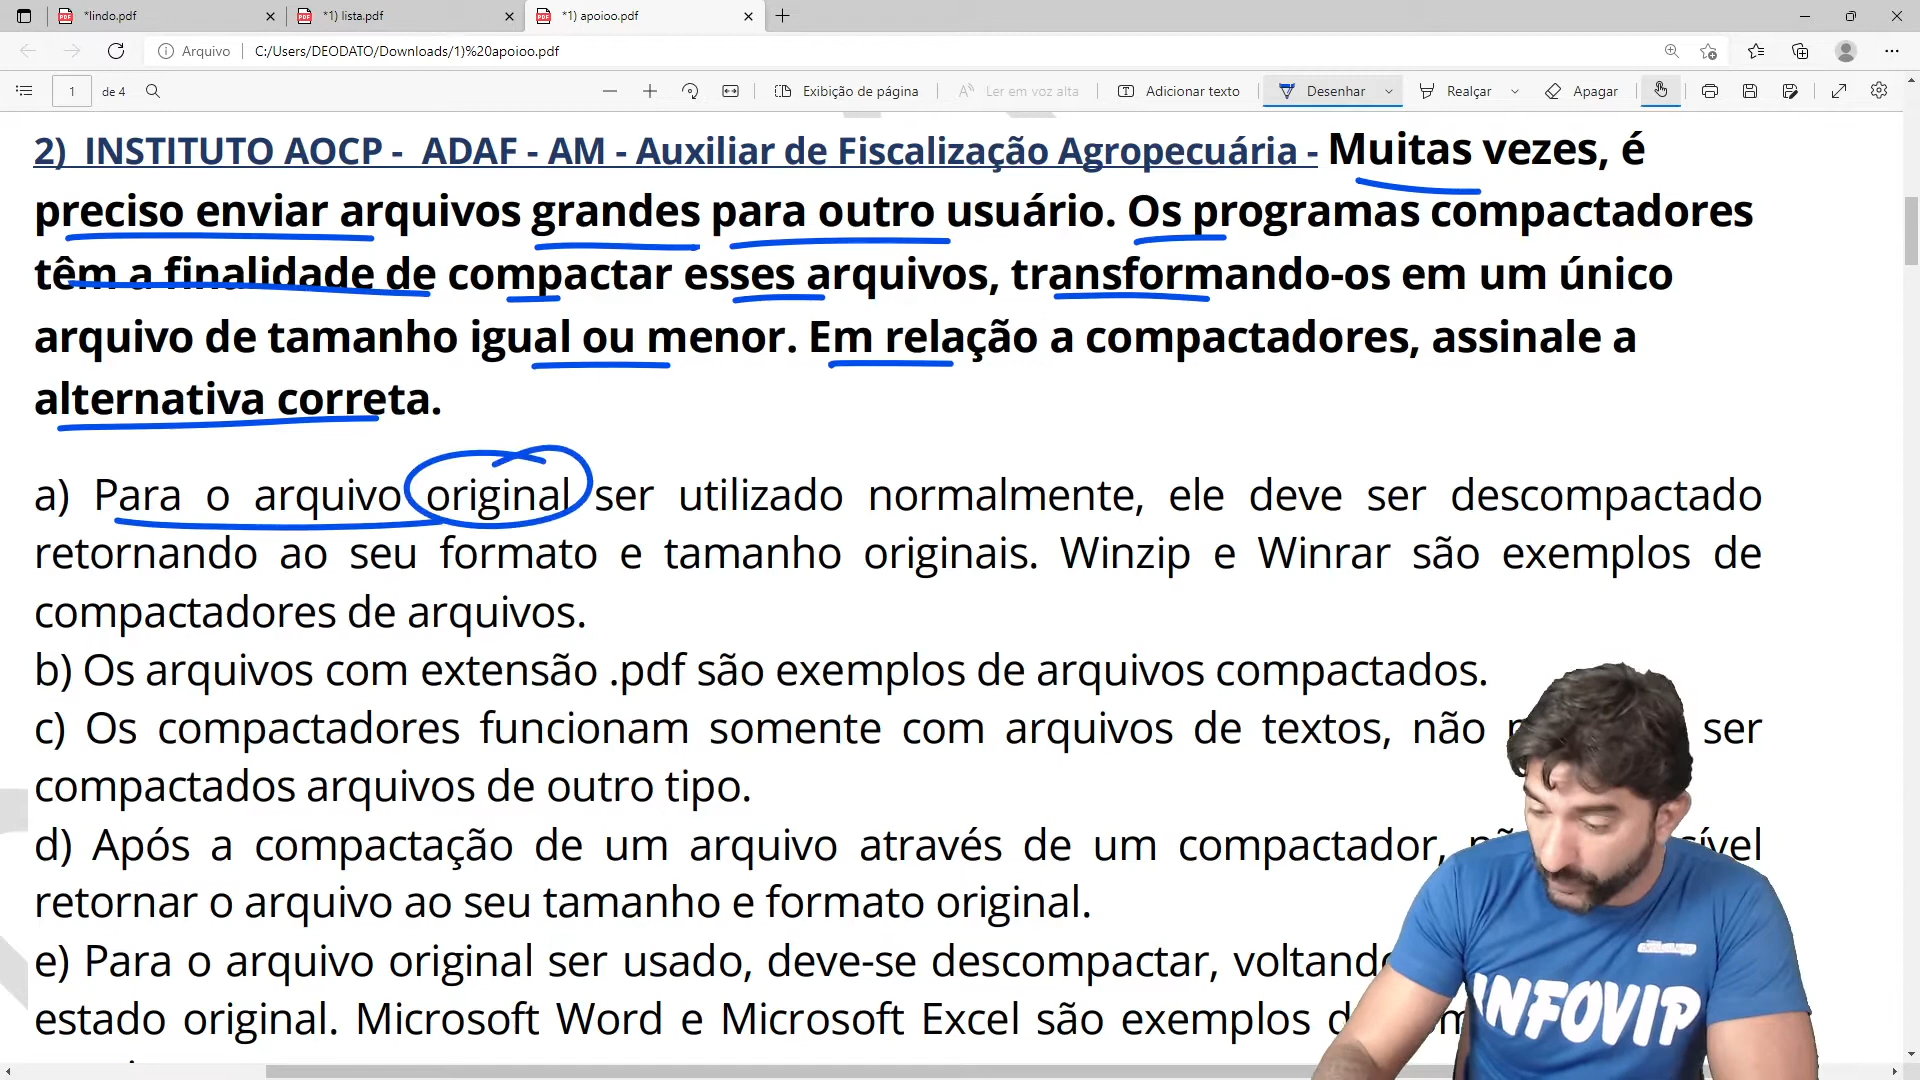 *lindo.pdf
*1) lista.pdf
*1) apoioo.pdf
Arquivo C:/Users/DEODATO/Downloads/1)%20apoioo.pdf
1 de 4 Exibição de página Ler em voz alta Adicionar texto Desenhar Realçar Apagar
2) INSTITUTO AOCP - ADAF - AM - Auxiliar de Fiscalização Agropecuária - Muitas vezes, é
preciso enviar arquivos grandes para outro usuário. Os programas compactadores
têm a finalidade de compactar esses arquivos, transformando-os em um único
arquivo de tamanho igual ou menor. Em relação a compactadores, assinale a
alternativa correta.
a) Para o arquivo original ser utilizado normalmente, ele deve ser descompactado
retornando ao seu formato e tamanho originais. Winzip e Winrar são exemplos de
compactadores de arquivos.
b) Os arquivos com extensão .pdf são exemplos de arquivos compactados.
c) Os compactadores funcionam somente com arquivos de textos, não ser
compactados arquivos de outro tipo.
d) Após a compactação de um arquivo através de um compactador,
retornar o arquivo ao seu tamanho e formato original.
e) Para o arquivo original ser usado, deve-se descompactar,
estado original. Microsoft Word e Microsoft Excel são exemplos
INFOVIP